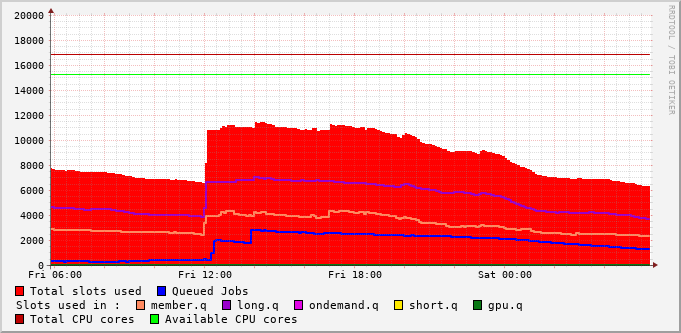 20000
18000
16000
14000
12000
10000
8000
6000
4000
2000
0
Fri 06:00 Fri 12:00 Fri 18:00 Sat 00:00
Total slots used Queued Jobs
Slots used in : member.q long.q ondemand.q short.q gpu.q
Total CPU cores Available CPU cores
RRDTOOL / TOBI OETIKER